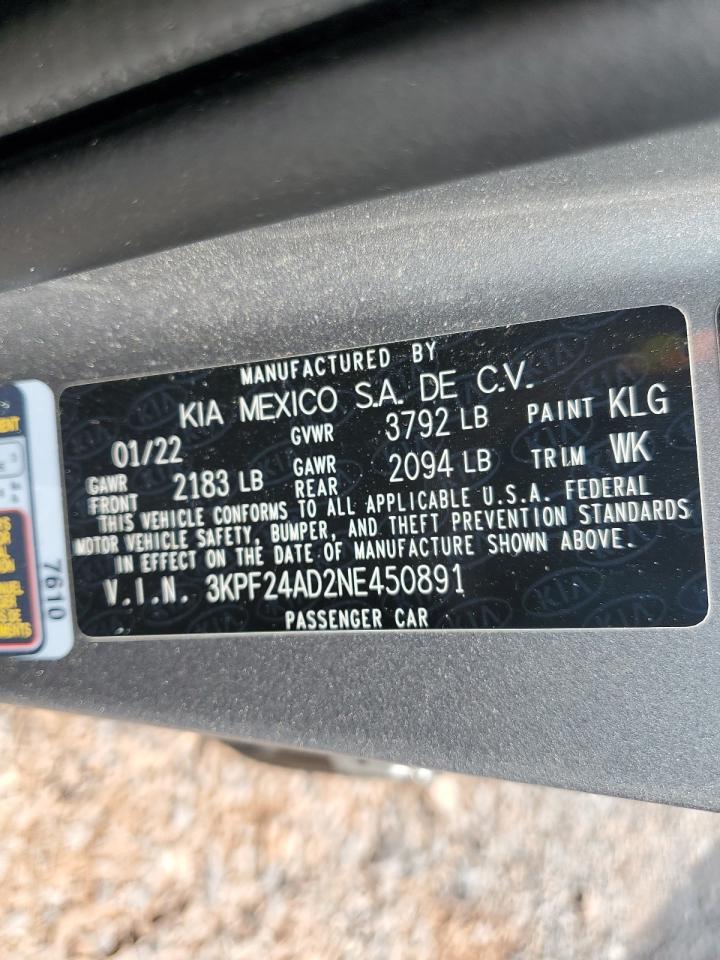 MANUFACTURED BY
KIA MEXICO S.A. DE C.V.
01/22 GVWR 3792 LB PAINT KLG
GAWR FRONT 2183 LB GAWR REAR 2094 LB TRIM WK
THIS VEHICLE CONFORMS TO ALL APPLICABLE U.S.A. FEDERAL
MOTOR VEHICLE SAFETY, BUMPER, AND THEFT PREVENTION STANDARDS
IN EFFECT ON THE DATE OF MANUFACTURE SHOWN ABOVE.
V.I.N. 3KPF24AD2NE450891
PASSENGER CAR
7610